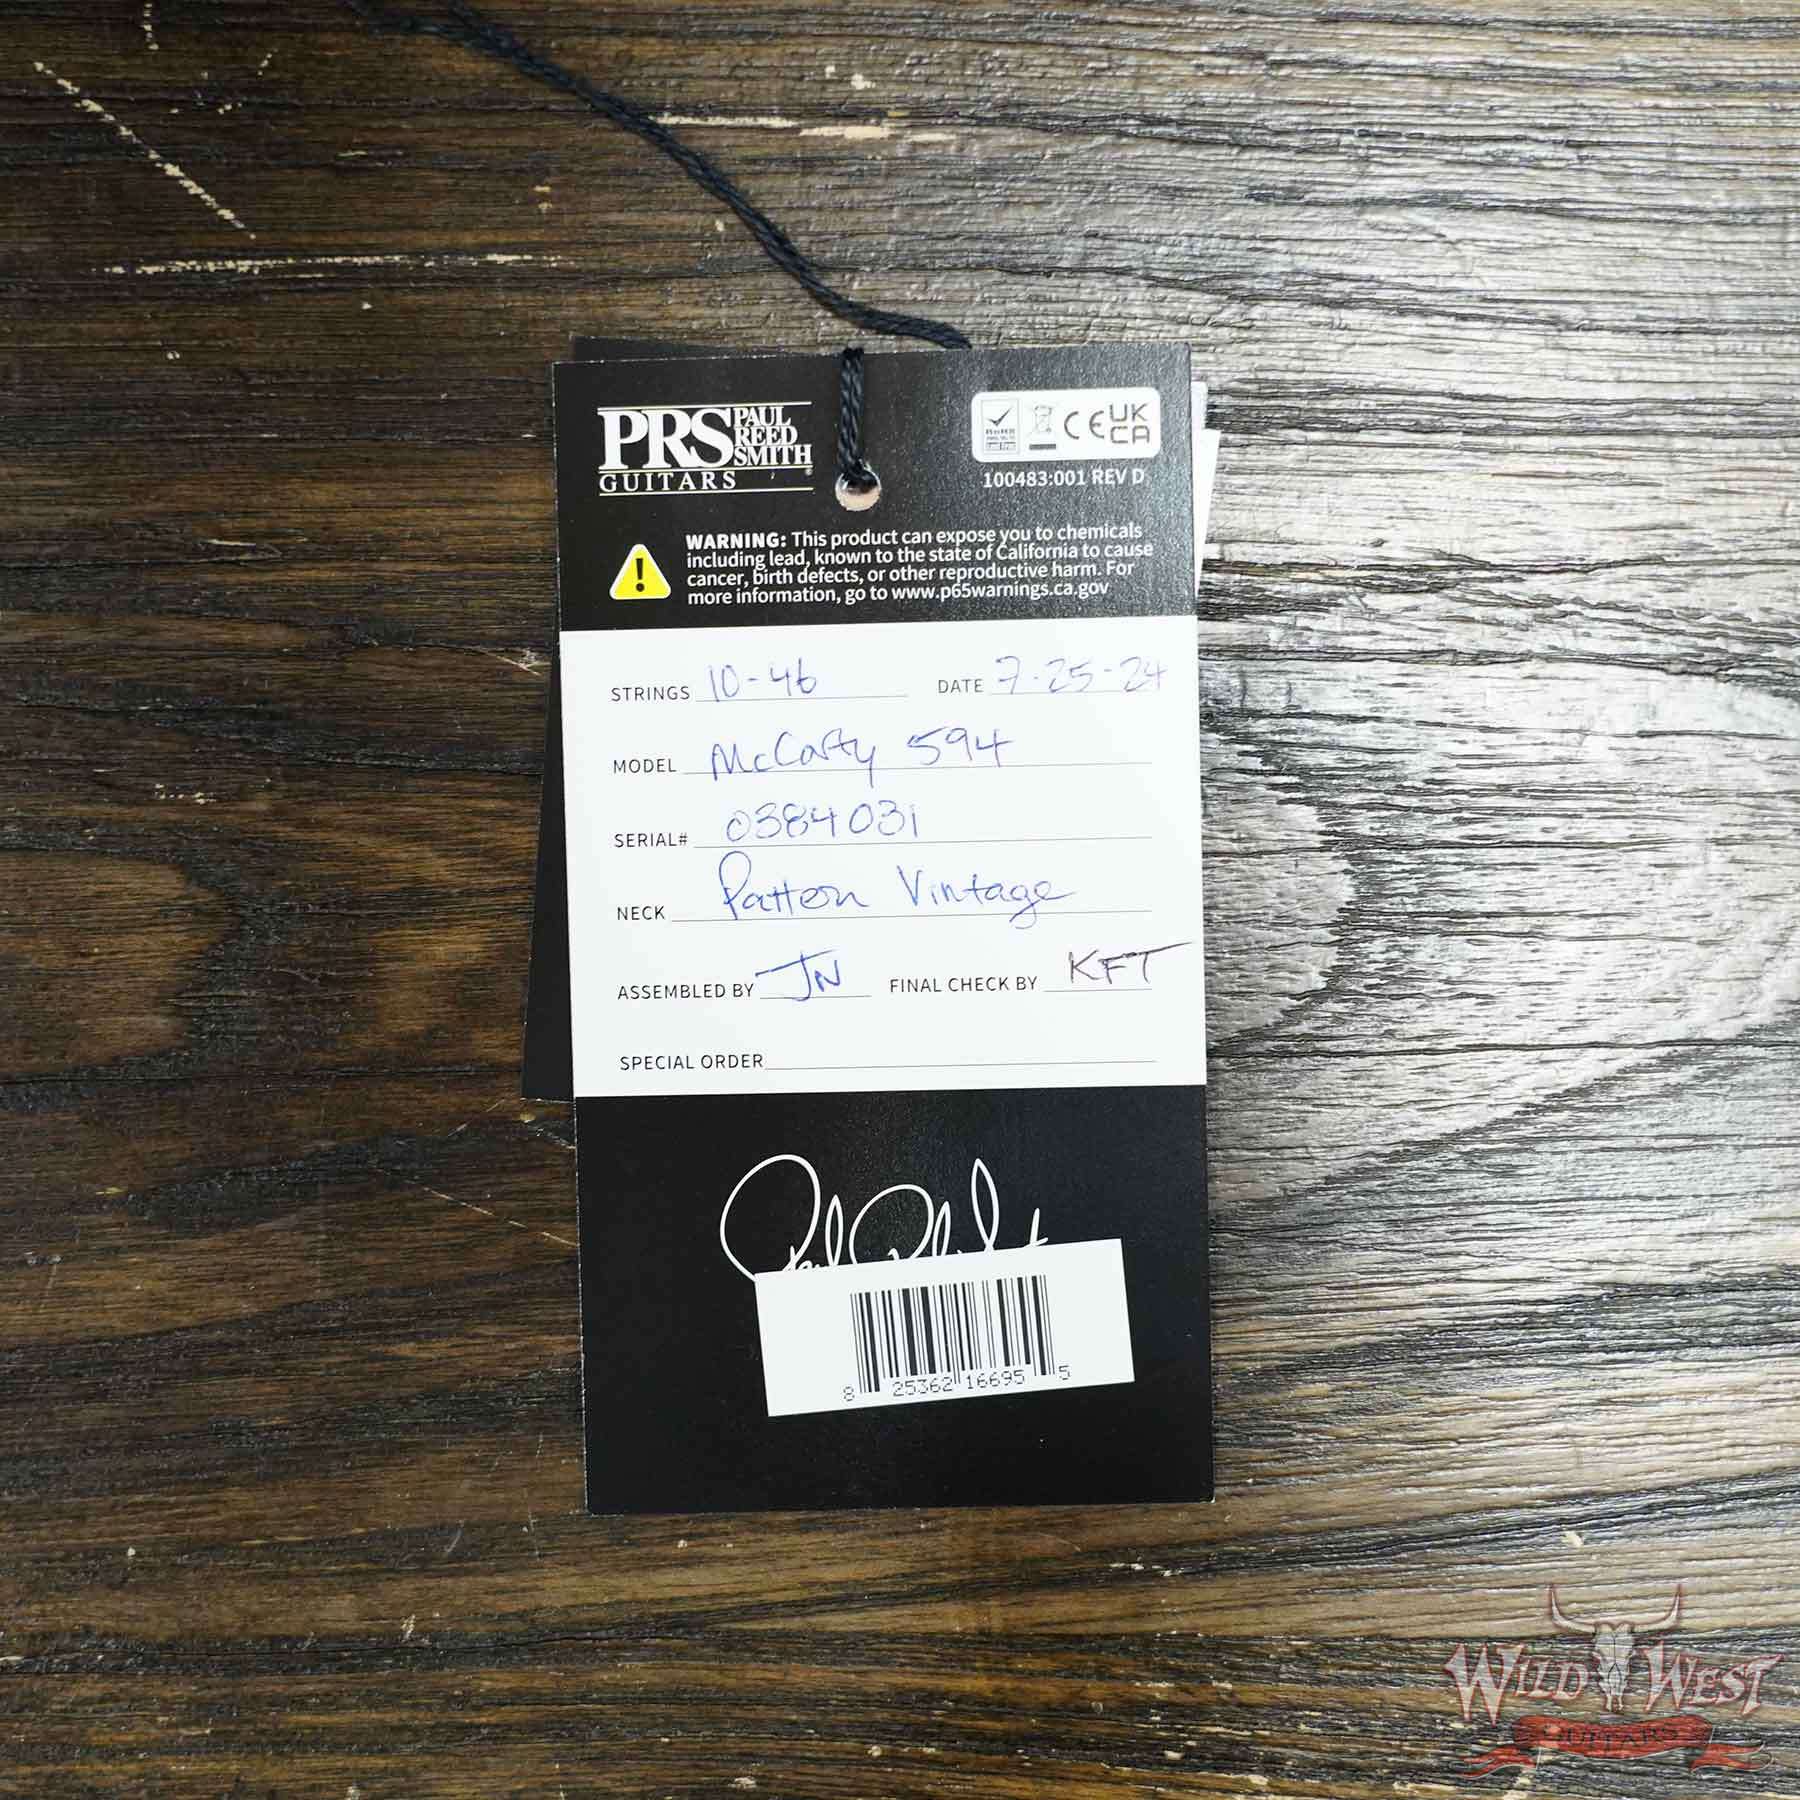 PRS PAUL REED SMITH
GUITARS
RoHS
CE UK CA
100483:001 REV D
WARNING: This product can expose you to chemicals
including lead, known to the state of California to cause
cancer, birth defects, or other reproductive harm. For
more information, go to www.p65warnings.ca.gov
STRINGS 10-46 DATE 7-25-24
MODEL McCarty 594
SERIAL# 0384031
NECK Pattern Vintage
ASSEMBLED BY JN FINAL CHECK BY KFT
SPECIAL ORDER
8 25362 16695 5
WILD WEST
GUITARS